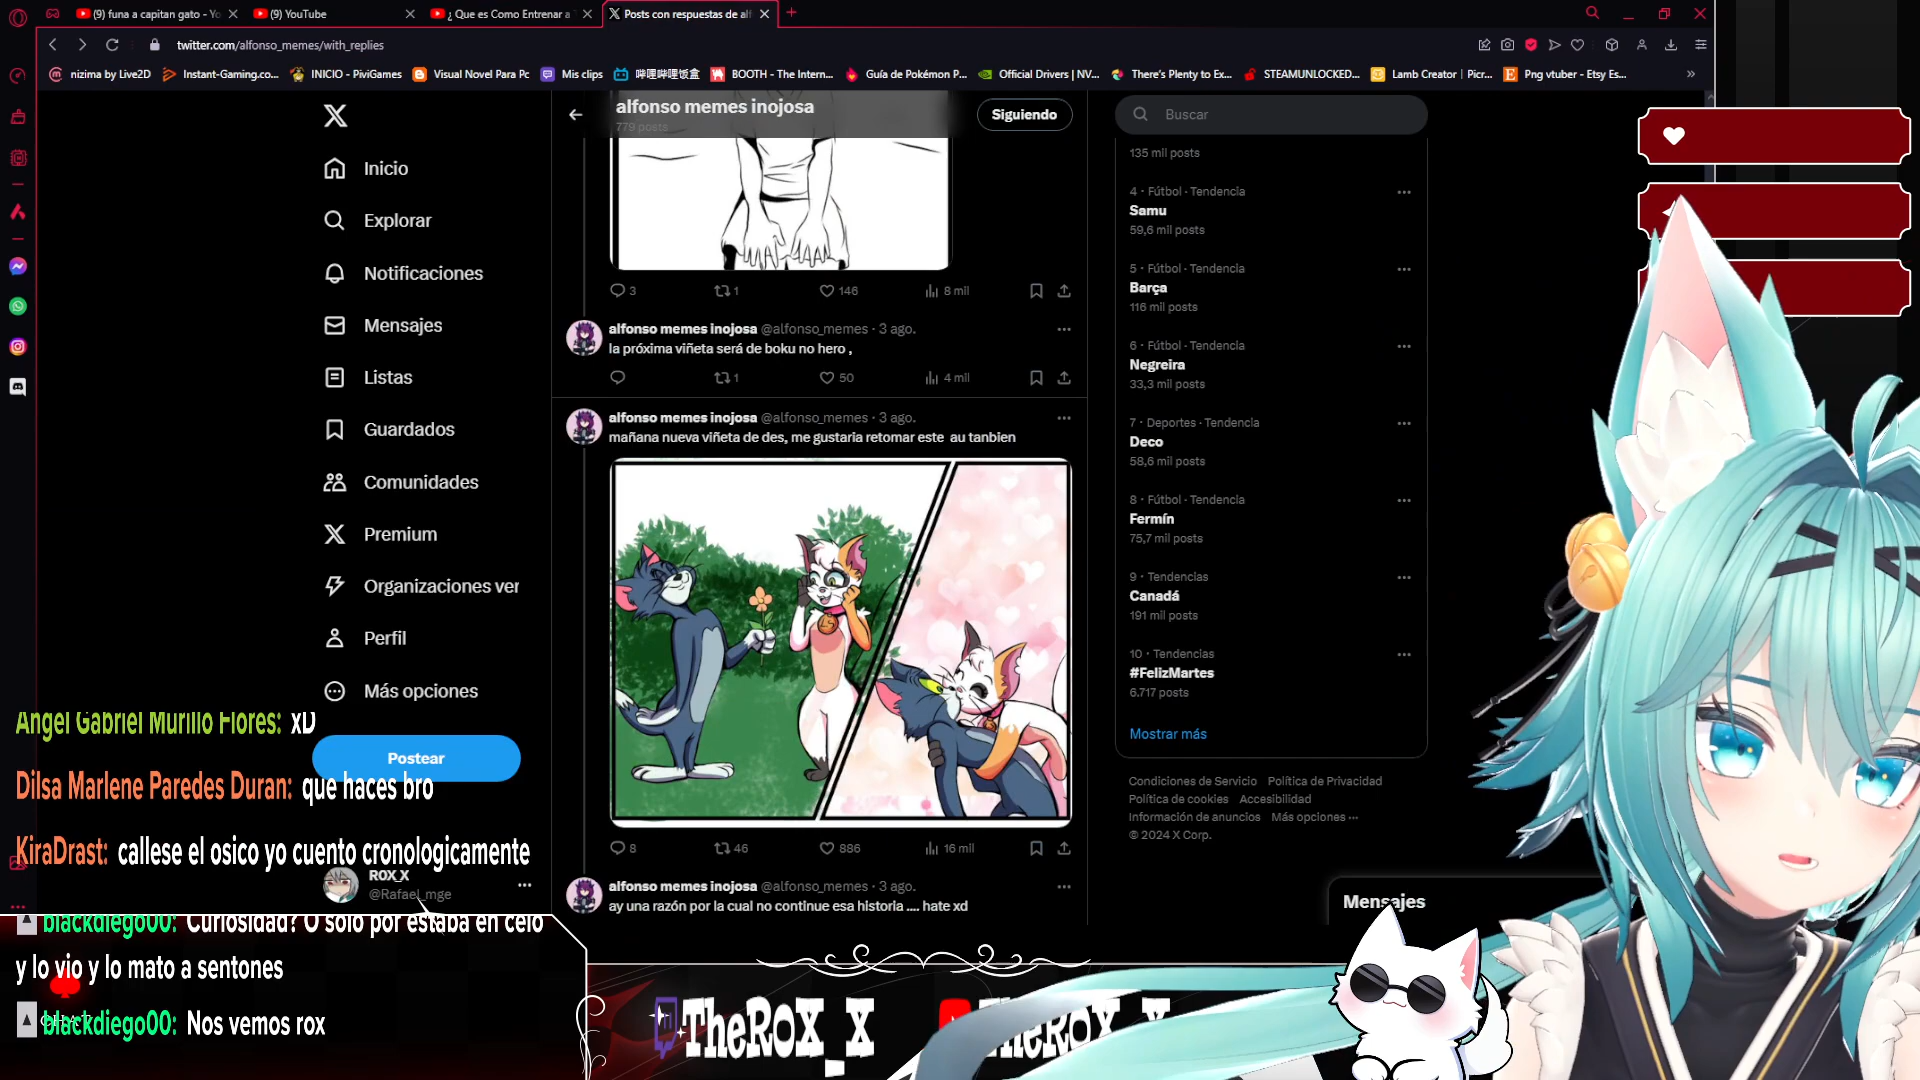 (9) funa a capitan gato - Yo
(9) YouTube
¿ Que es Como Entrenar a
Posts con respuestas de alf
twitter.com/alfonso_memes/with_replies
nizima by Live2D
Instant-Gaming.co...
INICIO - PiviGames
Visual Novel Para Pc
Mis clips
哔哩哔哩饭盒
BOOTH - The Intern...
Guía de Pokémon P...
Official Drivers | NV...
There's Plenty to Ex...
STEAMUNLOCKED...
Lamb Creator | Picr...
Png vtuber - Etsy Es...
Inicio
Explorar
Notificaciones
Mensajes
Listas
Guardados
Comunidades
Premium
Organizaciones ver
Perfil
Más opciones
Postear
ROX_X
@Rafael_mge
alfonso memes inojosa
779 posts
Siguiendo
3 1 146 8 mil
alfonso memes inojosa @alfonso_memes · 3 ago.
la próxima viñeta será de boku no hero ,
1 50 4 mil
alfonso memes inojosa @alfonso_memes · 3 ago.
mañana nueva viñeta de des, me gustaria retomar este au tanbien
8 46 886 16 mil
alfonso memes inojosa @alfonso_memes · 3 ago.
ay una razón por la cual no continue esa historia .... hate xd
Buscar
135 mil posts
4 · Fútbol · Tendencia
Samu
59,6 mil posts
5 · Fútbol · Tendencia
Barça
116 mil posts
6 · Fútbol · Tendencia
Negreira
33,3 mil posts
7 · Deportes · Tendencia
Deco
58,6 mil posts
8 · Fútbol · Tendencia
Fermín
75,7 mil posts
9 · Tendencias
Canadá
191 mil posts
10 · Tendencias
#FelizMartes
6.717 posts
Mostrar más
Condiciones de Servicio Política de Privacidad
Política de cookies Accesibilidad
Información de anuncios Más opciones ···
© 2024 X Corp.
Mensajes
Angel Gabriel Murillo Flores: xD
Dilsa Marlene Paredes Duran: que haces bro
KiraDrast: callese el osico yo cuento cronologicamente
blackdiego00: Curiosidad? O solo por estaba en celo
y lo vio y lo mato a sentones
blackdiego00: Nos vemos rox
TheROX_X
TheROX_X